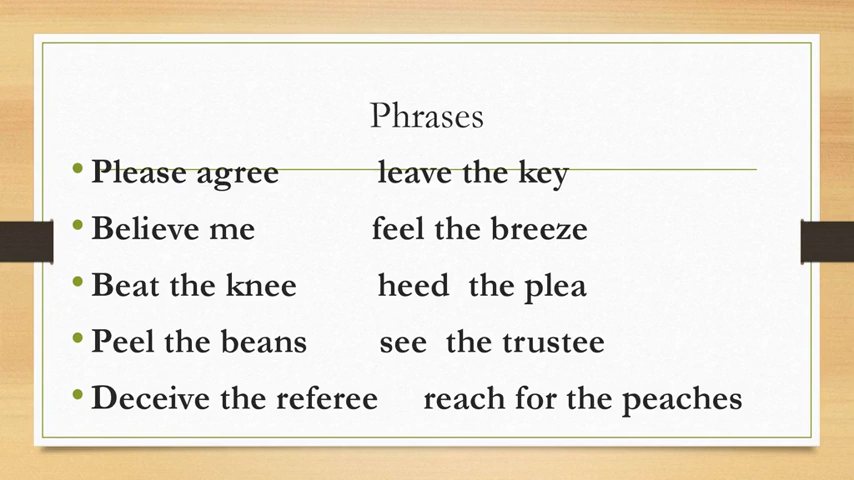 Phrases
• Please agree leave the key
• Believe me feel the breeze
• Beat the knee heed the plea
• Peel the beans see the trustee
• Deceive the referee reach for the peaches